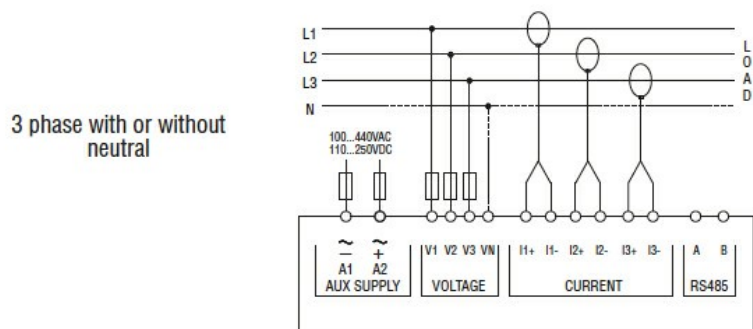 L1
L2
L3
N
L
O
A
D
3 phase with or without
neutral
100...440VAC
110...250VDC
~ ~
– +
A1 A2
AUX SUPPLY
V1 V2 V3 VN
VOLTAGE
I1+ I1- I2+ I2- I3+ I3-
CURRENT
A B
RS485